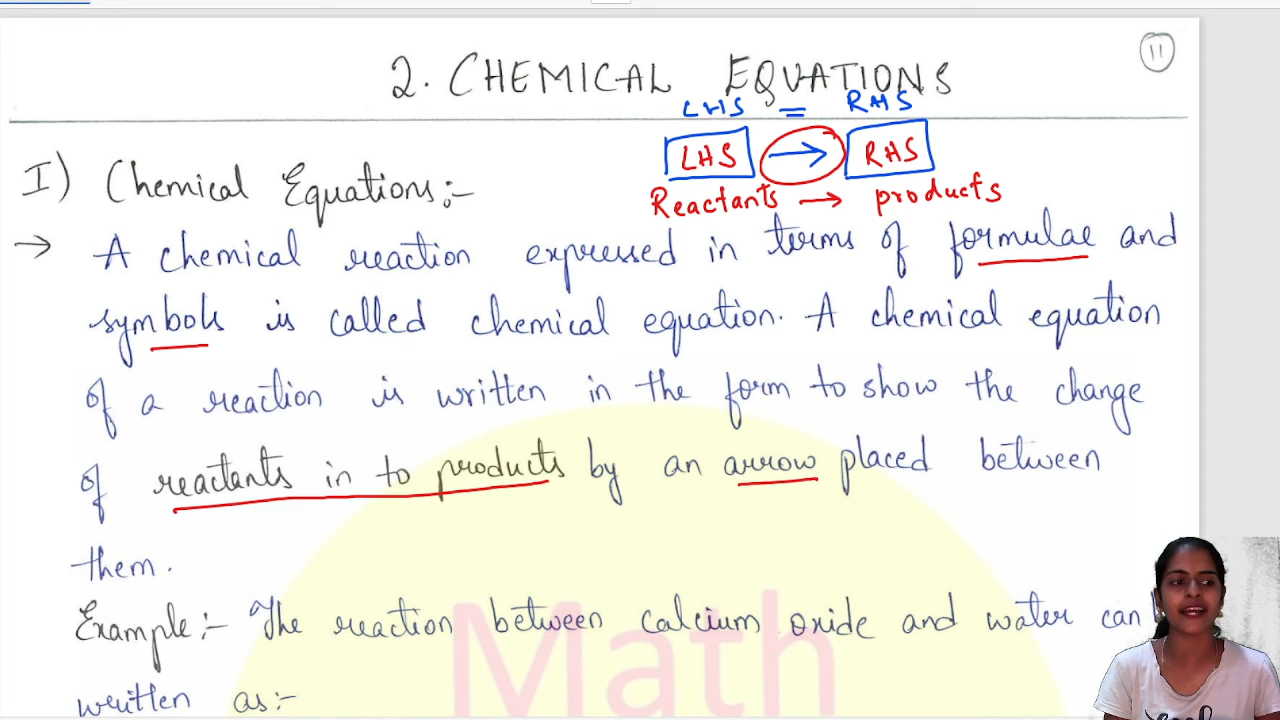 11
2. CHEMICAL EQUATIONS
LHS = RHS
LHS → RHS
I) Chemical Equations:-
Reactants → products
→ A chemical reaction expressed in terms of formulae and
symbols is called chemical equation. A chemical equation
of a reaction is written in the form to show the change
of reactants in to products by an arrow placed between
them.
Example:- The reaction between calcium oxide and water can
written as:-
Math